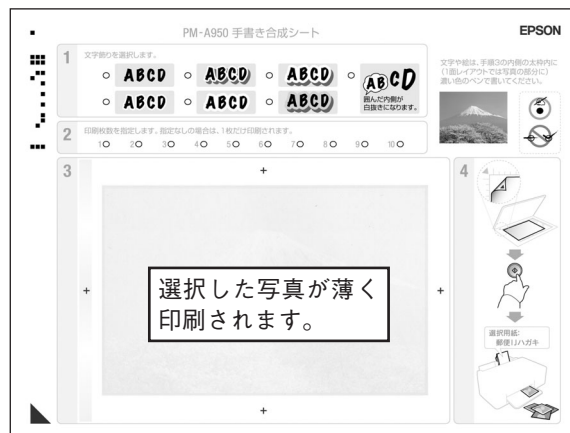 PM-A950 手書き合成シート
EPSON
1
文字飾りを選択します。
ABCD ABCD ABCD AB CD
ABCD ABCD ABCD
囲んだ内側が
白抜きになります。
文字や絵は、手順3の内側の太枠内に
(1面レイアウトでは写真の部分に)
濃い色のペンで書いてください。
2
印刷枚数を指定します。指定なしの場合は、1枚だけ印刷されます。
1 2 3 4 5 6 7 8 9 10
3
選択した写真が薄く
印刷されます。
4
選択用紙:
郵便IJハガキ